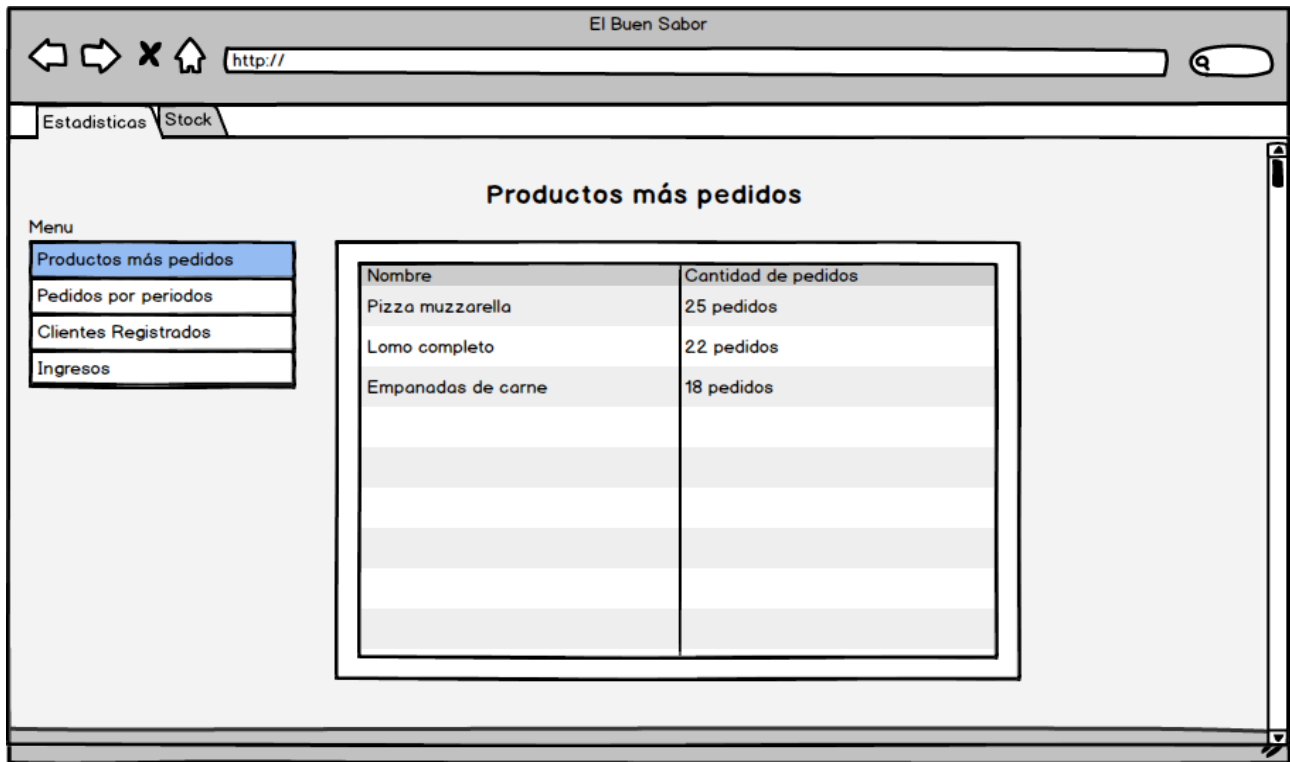 El Buen Sabor
http://
Estadisticas Stock
Productos más pedidos
Menu
Productos más pedidos
Pedidos por periodos
Clientes Registrados
Ingresos
Nombre Cantidad de pedidos
Pizza muzzarella 25 pedidos
Lomo completo 22 pedidos
Empanadas de carne 18 pedidos